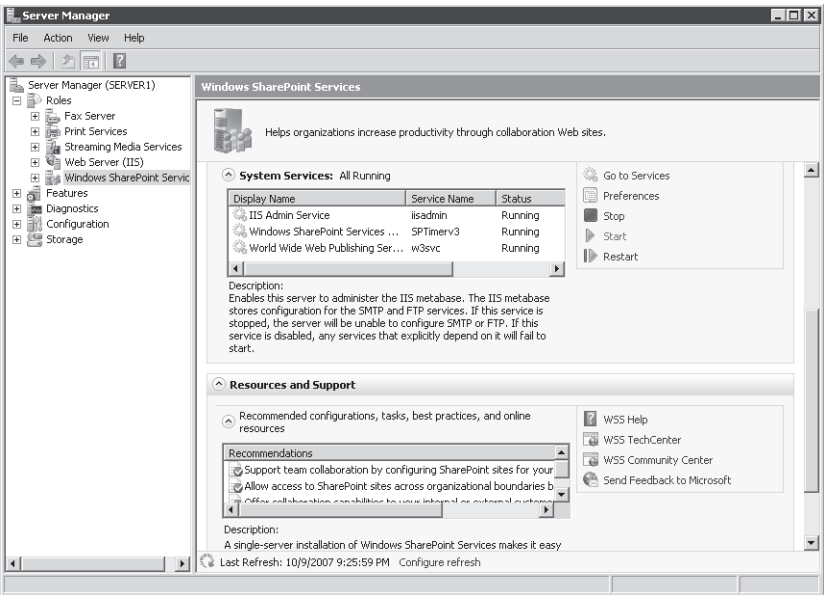 Server Manager
File Action View Help
Server Manager (SERVER1)
Roles
Fax Server
Print Services
Streaming Media Services
Web Server (IIS)
Windows SharePoint Servic
Features
Diagnostics
Configuration
Storage
Windows SharePoint Services
Helps organizations increase productivity through collaboration Web sites.
System Services: All Running
Display Name Service Name Status
IIS Admin Service iisadmin Running
Windows SharePoint Services ... SPTimerv3 Running
World Wide Web Publishing Ser... w3svc Running
Description:
Enables this server to administer the IIS metabase. The IIS metabase
stores configuration for the SMTP and FTP services. If this service is
stopped, the server will be unable to configure SMTP or FTP. If this
service is disabled, any services that explicitly depend on it will fail to
start.
Go to Services
Preferences
Stop
Start
Restart
Resources and Support
Recommended configurations, tasks, best practices, and online
resources
Recommendations
Support team collaboration by configuring SharePoint sites for your
Allow access to SharePoint sites across organizational boundaries b
Offer collaboration capabilities to your internal or external custome
Description:
A single-server installation of Windows SharePoint Services makes it easy
WSS Help
WSS TechCenter
WSS Community Center
Send Feedback to Microsoft
Last Refresh: 10/9/2007 9:25:59 PM Configure refresh